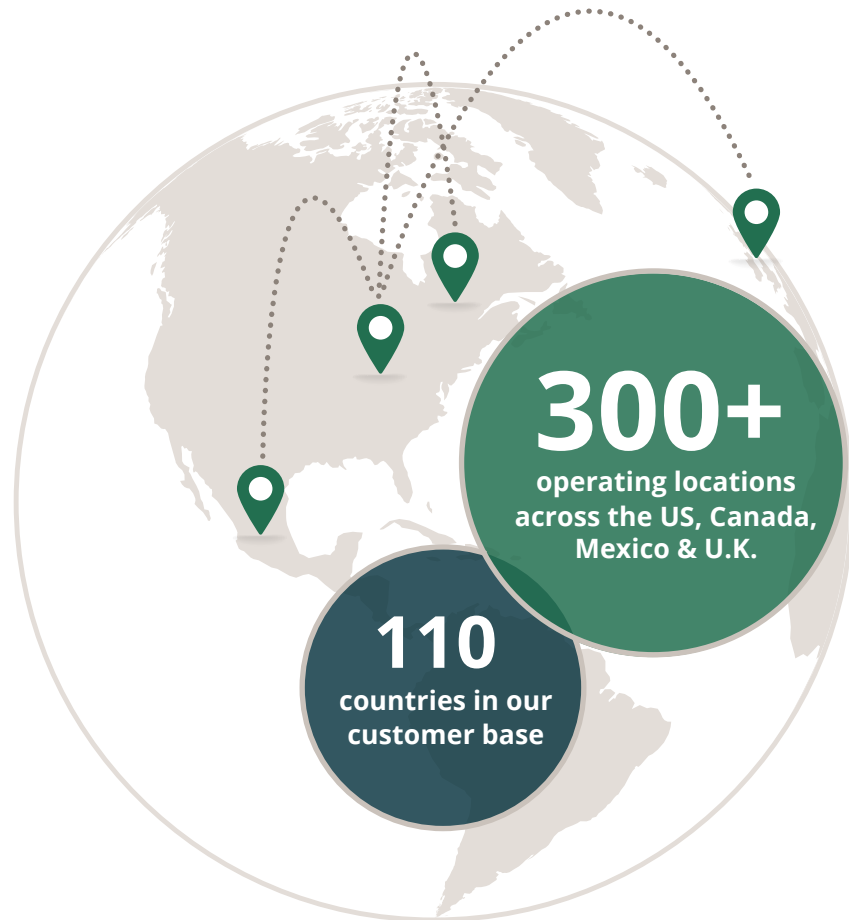 300+
operating locations
across the US, Canada,
Mexico & U.K.
110
countries in our
customer base